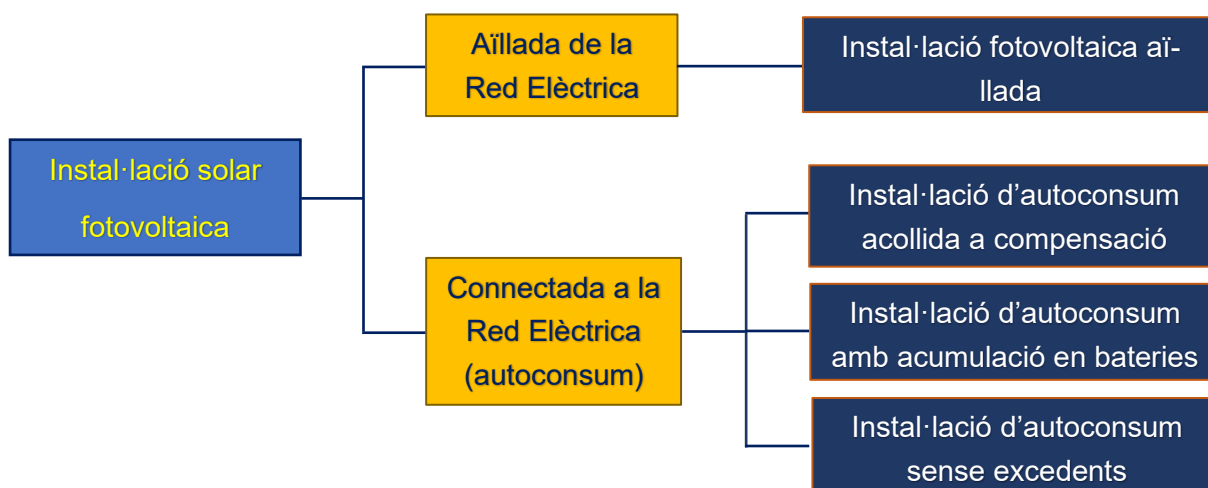 Instal·lació solar
fotovoltaica
Aïllada de la
Red Elèctrica
Instal·lació fotovoltaica aï-
llada
Connectada a la
Red Elèctrica
(autoconsum)
Instal·lació d’autoconsum
acollida a compensació
Instal·lació d’autoconsum
amb acumulació en bateries
Instal·lació d’autoconsum
sense excedents